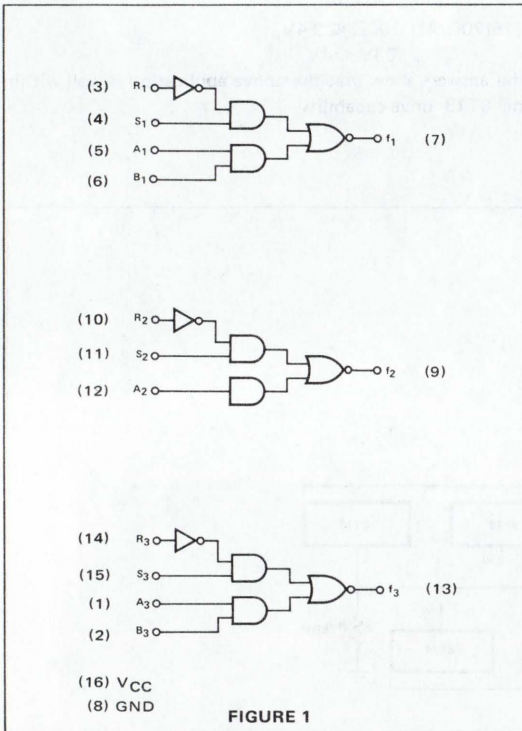 (3) R1
(4) S1
(5) A1
(6) B1
f1 (7)
(10) R2
(11) S2
(12) A2
f2 (9)
(14) R3
(15) S3
(1) A3
(2) B3
f3 (13)
(16) VCC
(8) GND
FIGURE 1